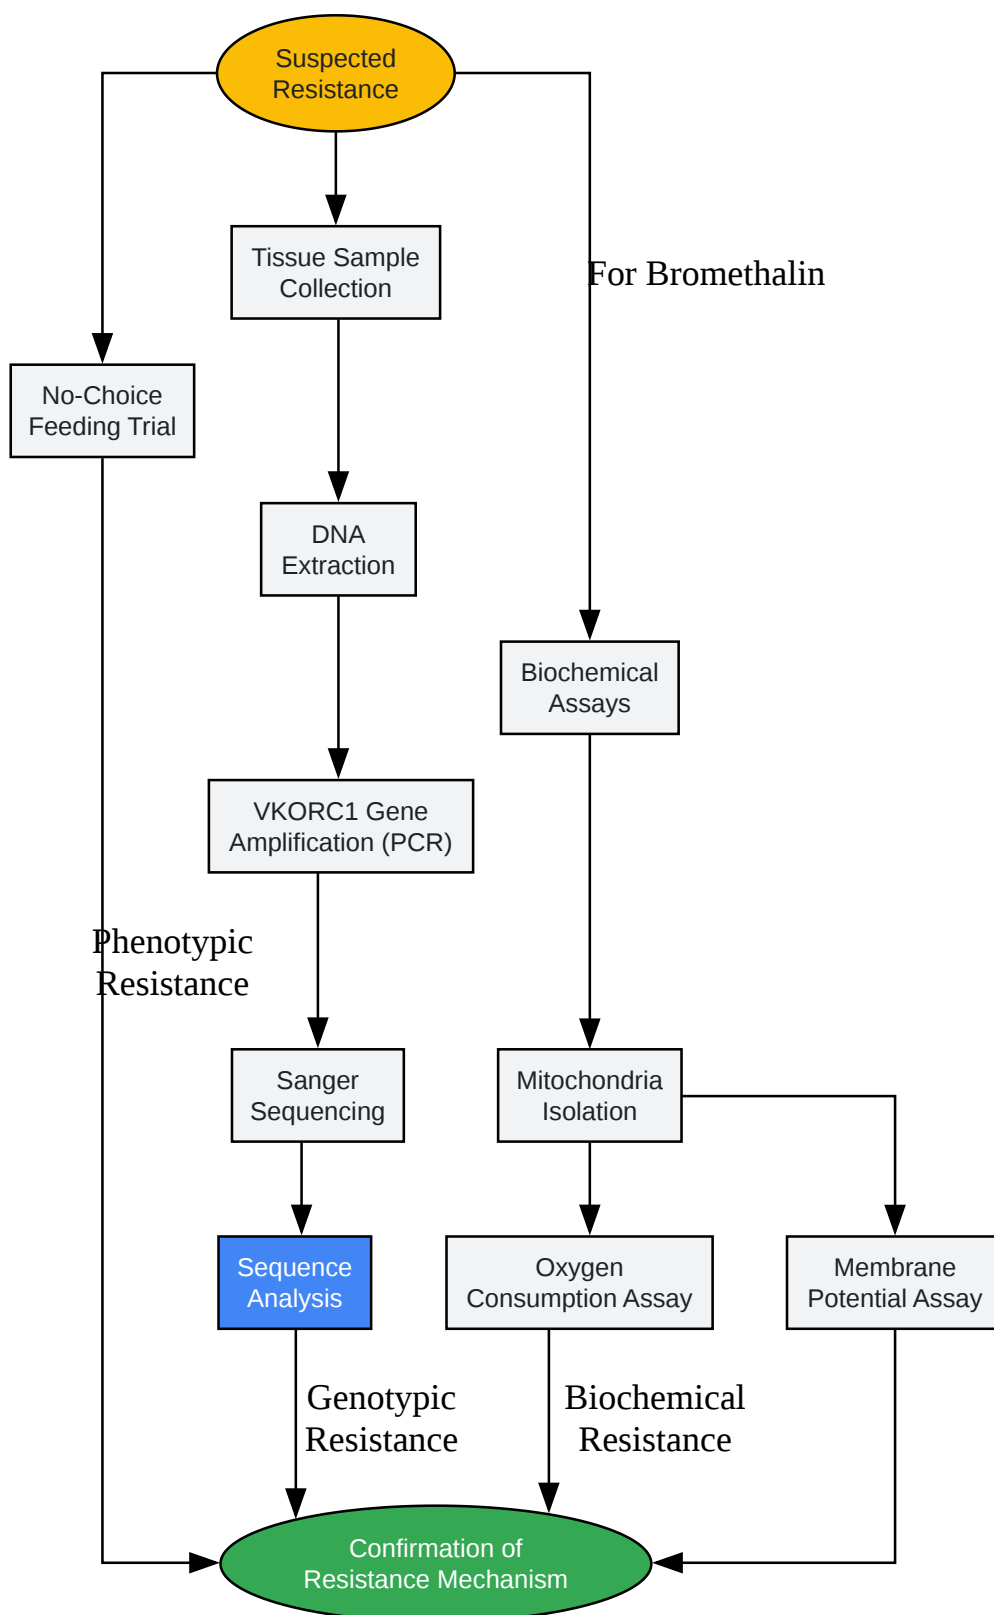 Suspected
Resistance
Tissue Sample
Collection
For Bromethalin
No-Choice
Feeding Trial
DNA
Extraction
Biochemical
Assays
VKORC1 Gene
Amplification (PCR)
Phenotypic
Resistance
Sanger
Sequencing
Mitochondria
Isolation
Sequence
Analysis
Oxygen
Consumption Assay
Membrane
Potential Assay
Genotypic
Resistance
Biochemical
Resistance
Confirmation of
Resistance Mechanism